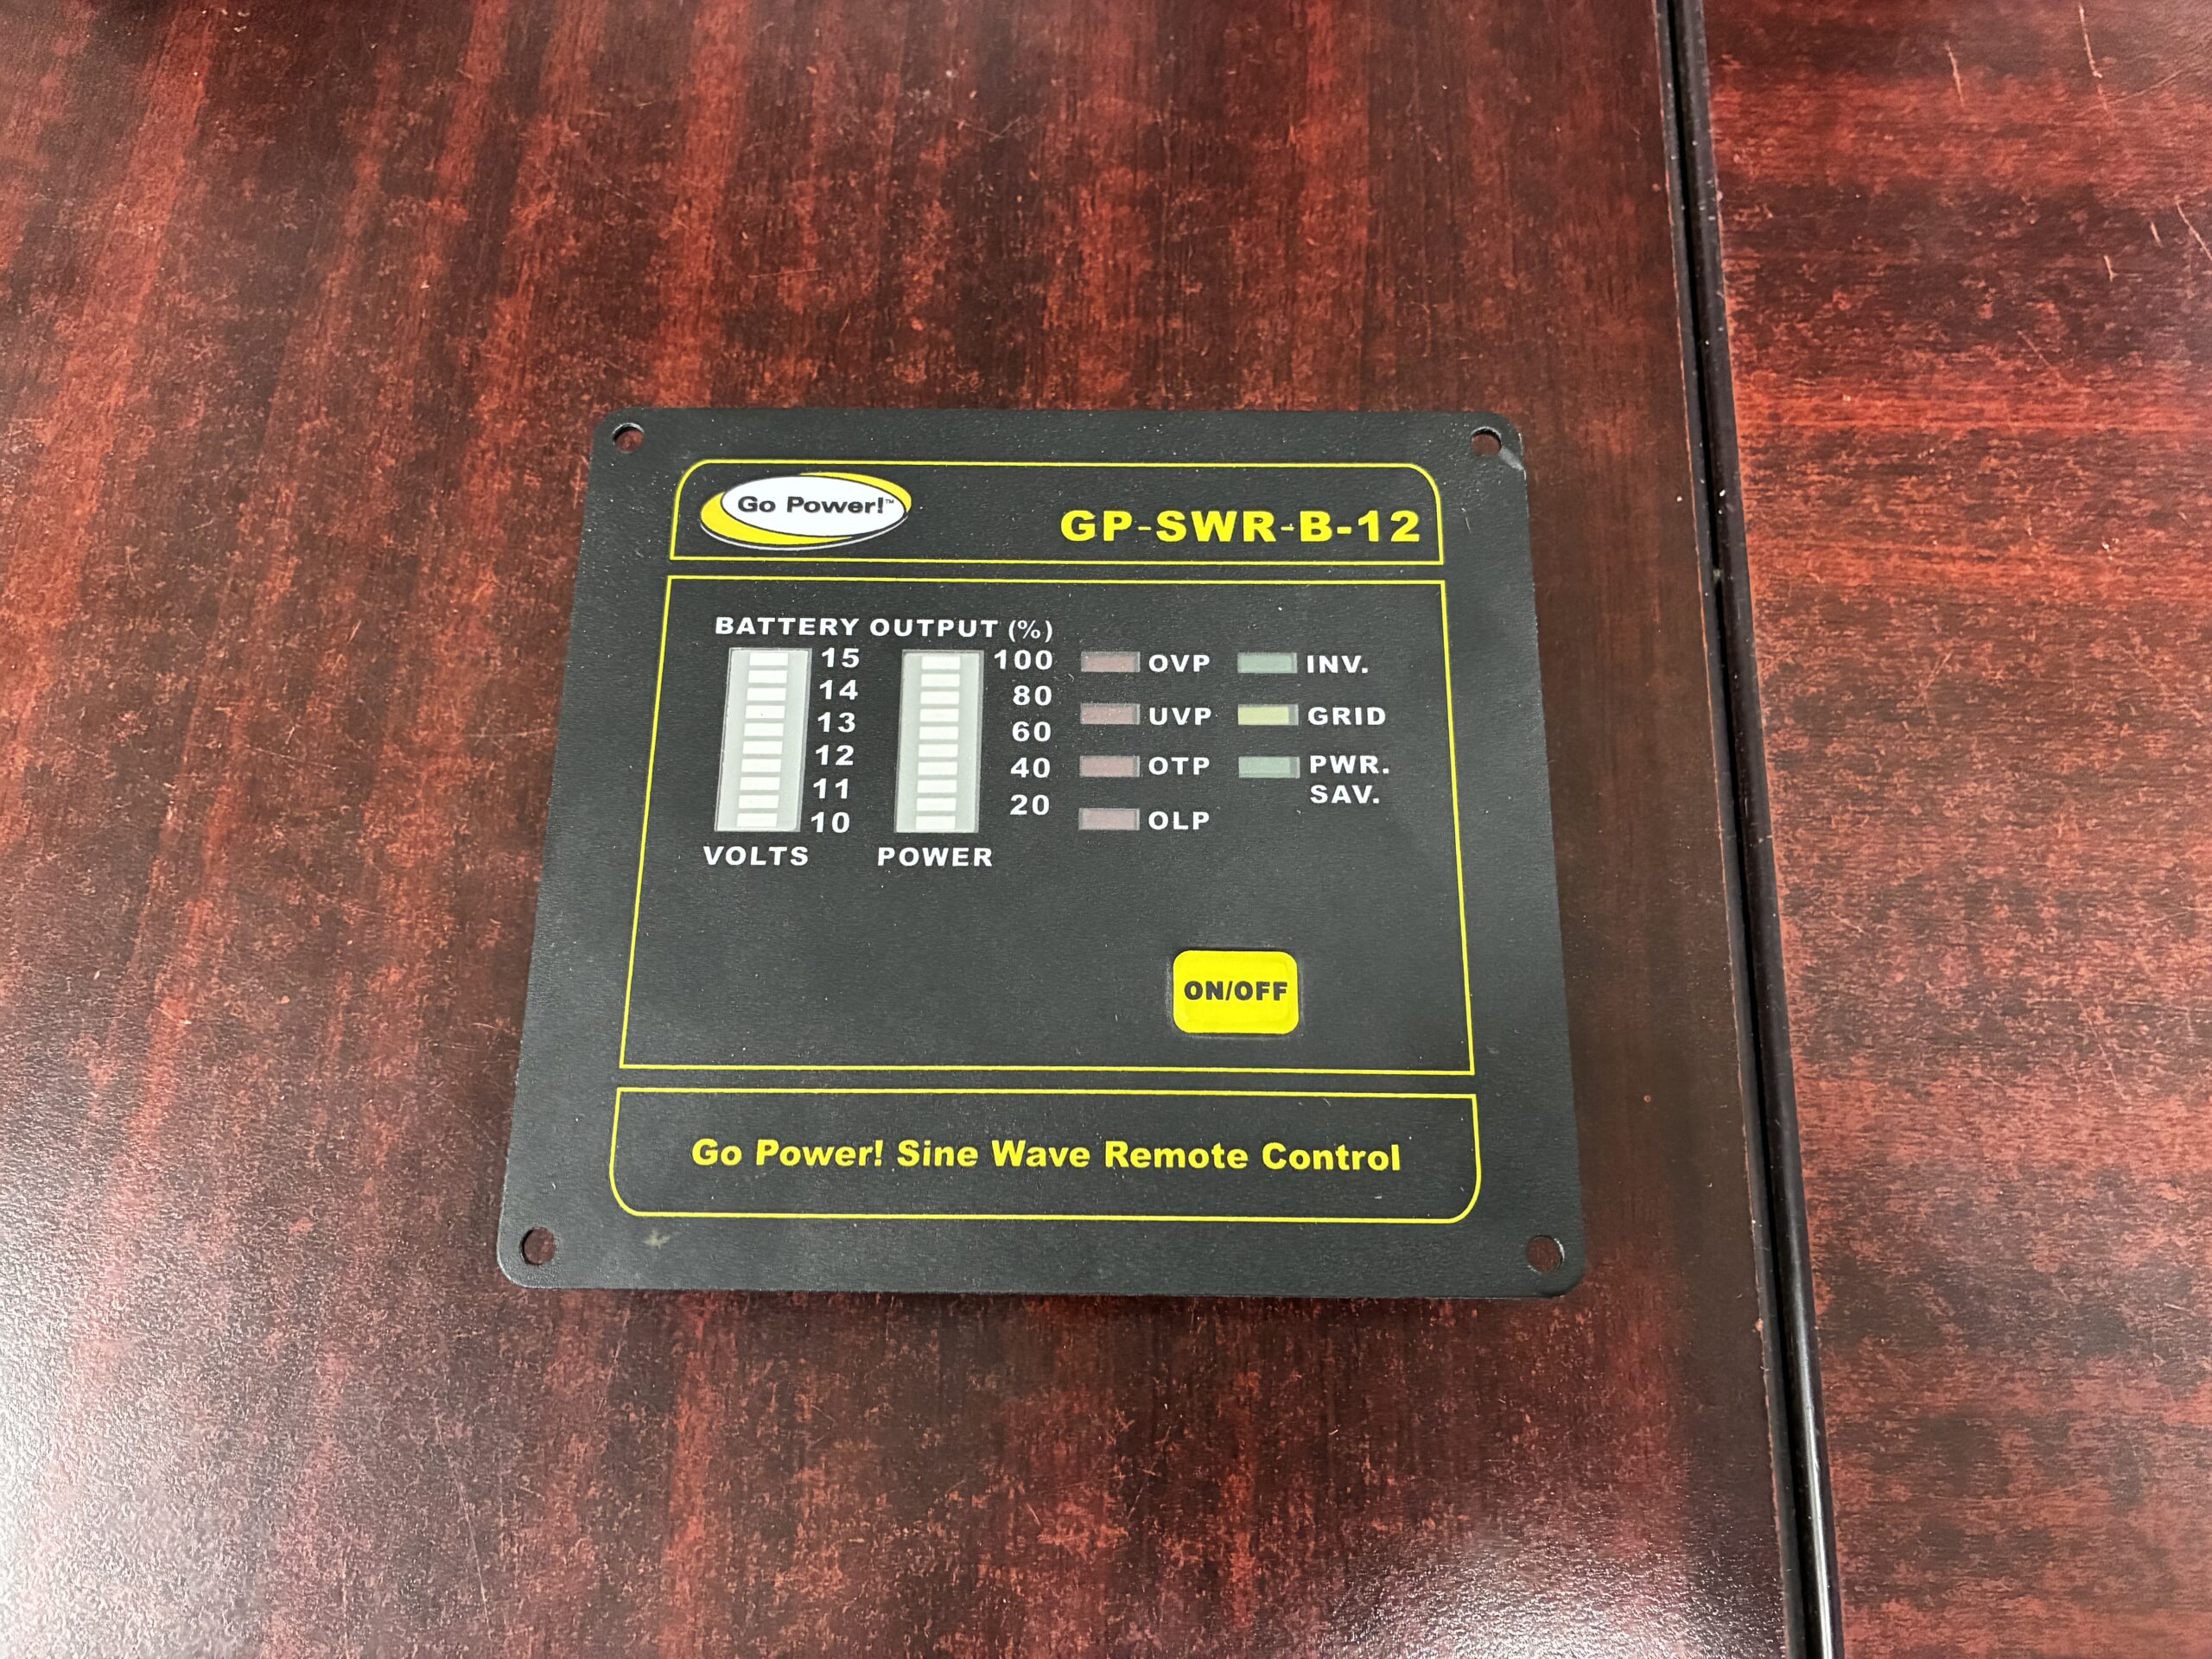 Go Power!™
GP-SWR-B-12
BATTERY OUTPUT (%)
15 100
14 80
13 60
12 40
11 20
10
VOLTS POWER
OVP INV.
UVP GRID
OTP PWR.
SAV.
OLP
ON/OFF
Go Power! Sine Wave Remote Control